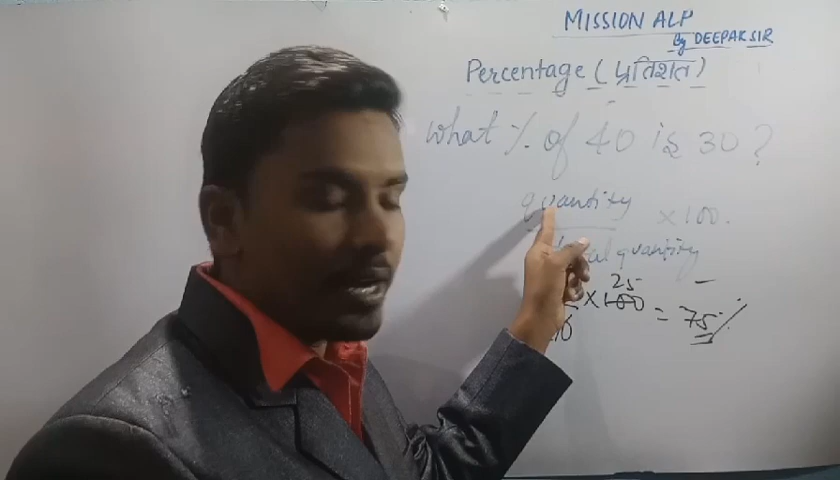 MISSION ALP
By DEEPAK SIR
Percentage (प्रतिशत)
What % of 40 is 30 ?
quantity × 100.
quantity
× 100 = 75 %
25